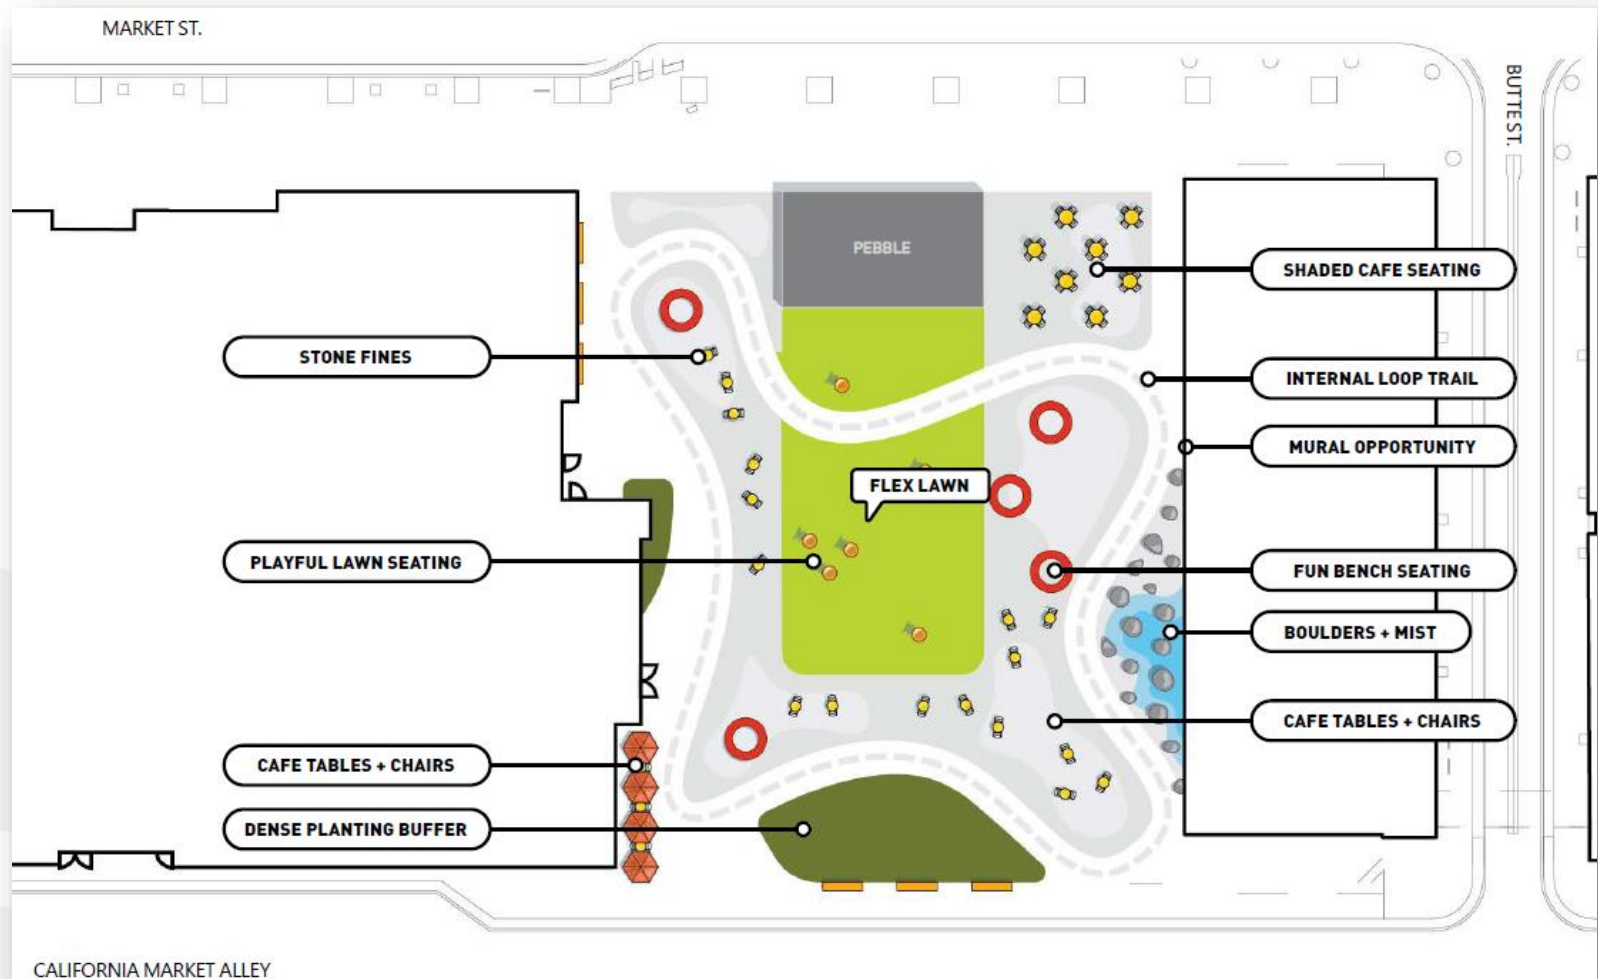 MARKET ST.
BUTTE ST.
PEBBLE
SHADED CAFE SEATING
STONE FINES
INTERNAL LOOP TRAIL
MURAL OPPORTUNITY
FLEX LAWN
PLAYFUL LAWN SEATING
FUN BENCH SEATING
BOULDERS + MIST
CAFE TABLES + CHAIRS
CAFE TABLES + CHAIRS
DENSE PLANTING BUFFER
CALIFORNIA MARKET ALLEY